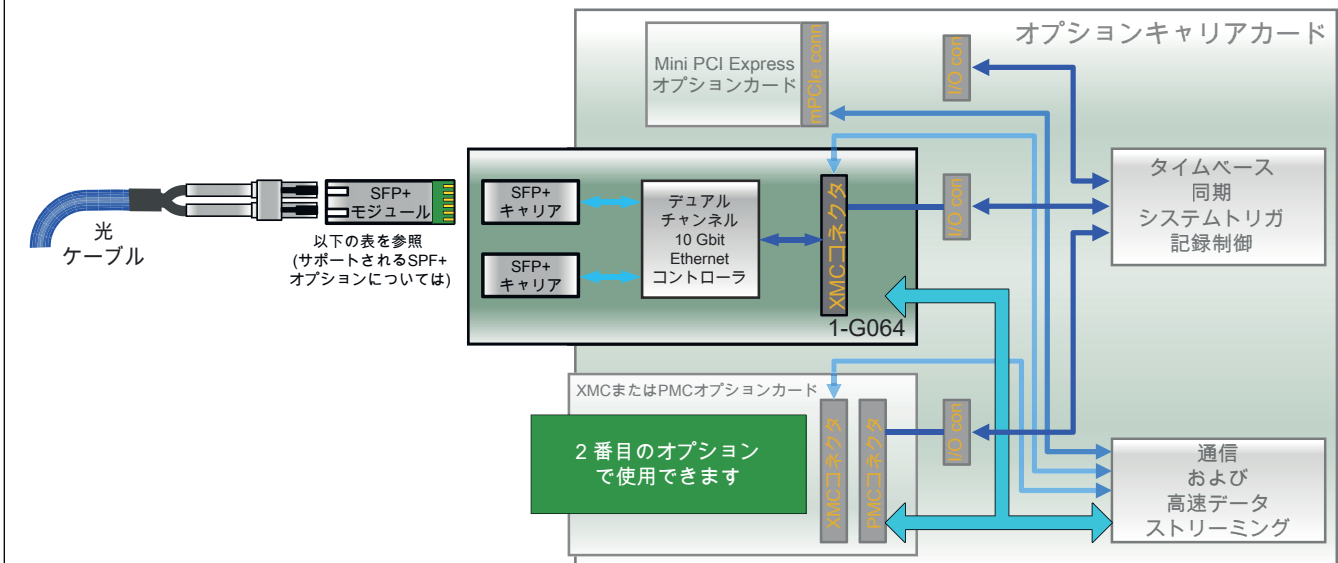 オプションキャリアカード
Mini PCI Express
オプションカード
mPCIe conn
I/O con
光
ケーブル
SFP+
モジュール
以下の表を参照
(サポートされるSPF+
オプションについては)
SFP+
キャリア
SFP+
キャリア
デュアル
チャンネル
10 Gbit
Ethernet
コントローラ
XMCコネクタ
1-G064
I/O con
タイムベース
同期
システムトリガ
記録制御
XMCまたはPMCオプションカード
2 番目のオプション
で使用できます
XMCコネクタ
PMCコネクタ
I/O con
通信
および
高速データ
ストリーミング